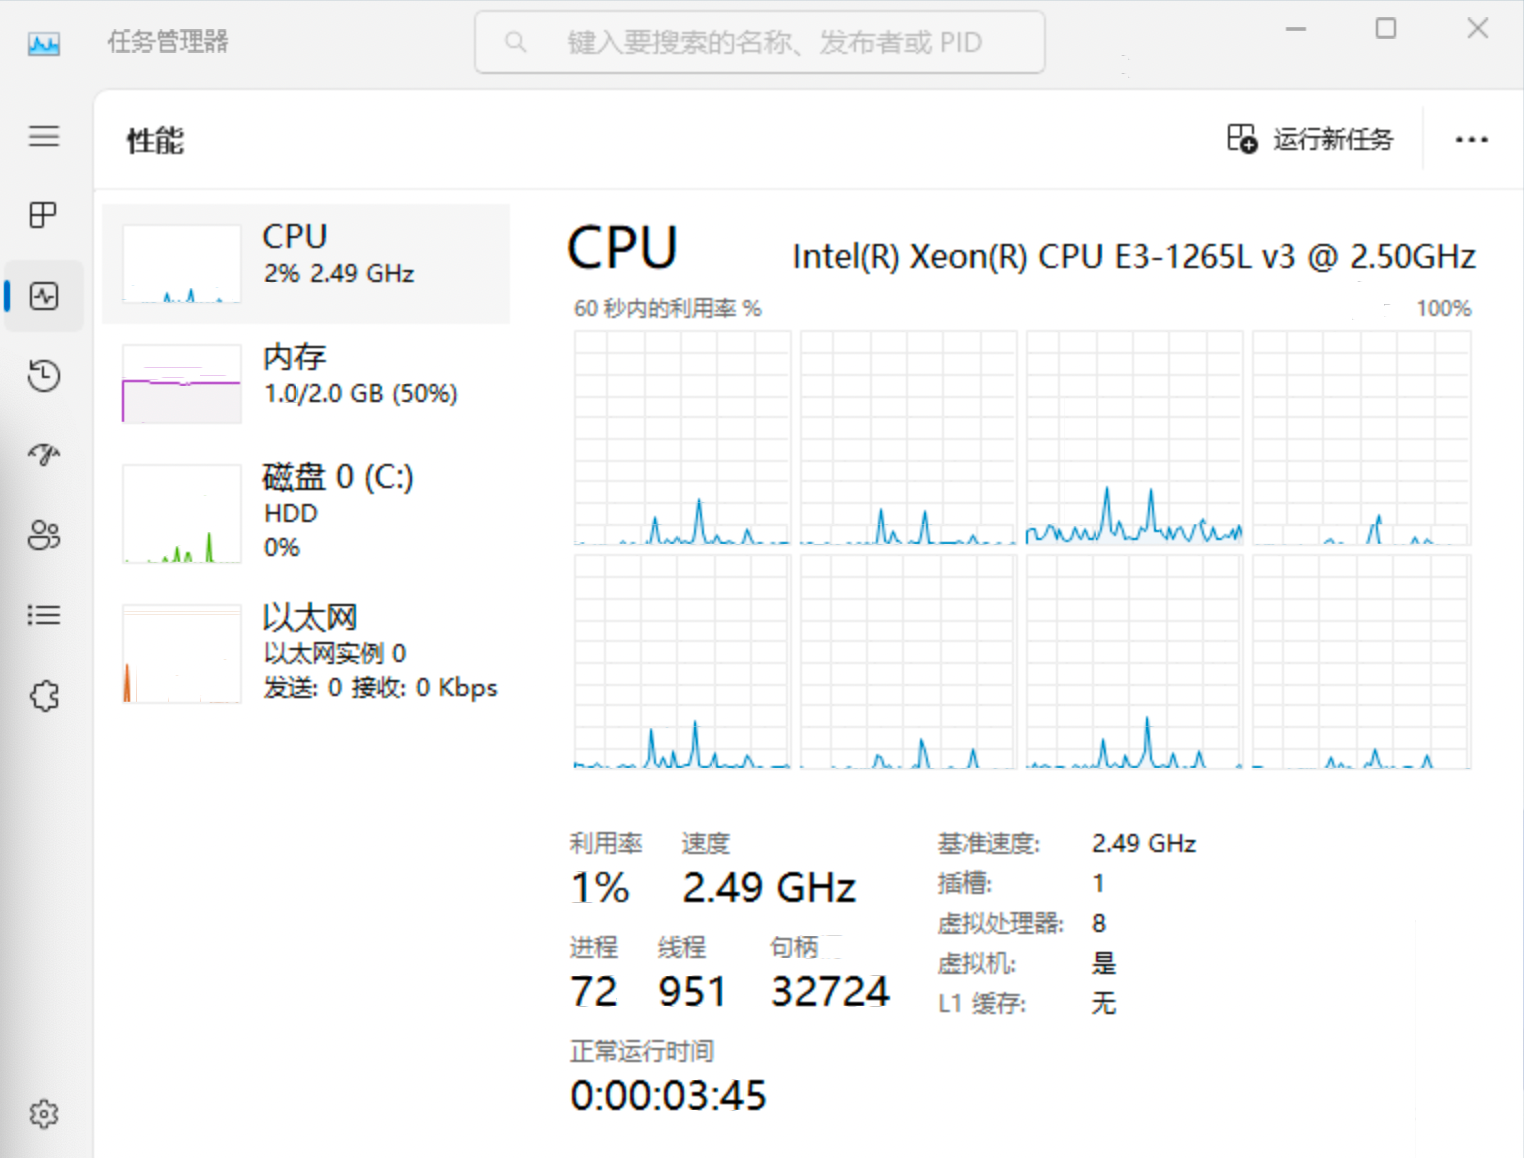 任务管理器
键入要搜索的名称、发布者或 PID
性能
运行新任务
CPU
2% 2.49 GHz
内存
1.0/2.0 GB (50%)
磁盘 0 (C:)
HDD
0%
以太网
以太网实例 0
发送: 0 接收: 0 Kbps
CPU
Intel(R) Xeon(R) CPU E3-1265L v3 @ 2.50GHz
60 秒内的利用率 %
100%
利用率 速度
1% 2.49 GHz
进程 线程 句柄
72 951 32724
正常运行时间
0:00:03:45
基准速度: 2.49 GHz
插槽: 1
虚拟处理器: 8
虚拟机: 是
L1 缓存: 无